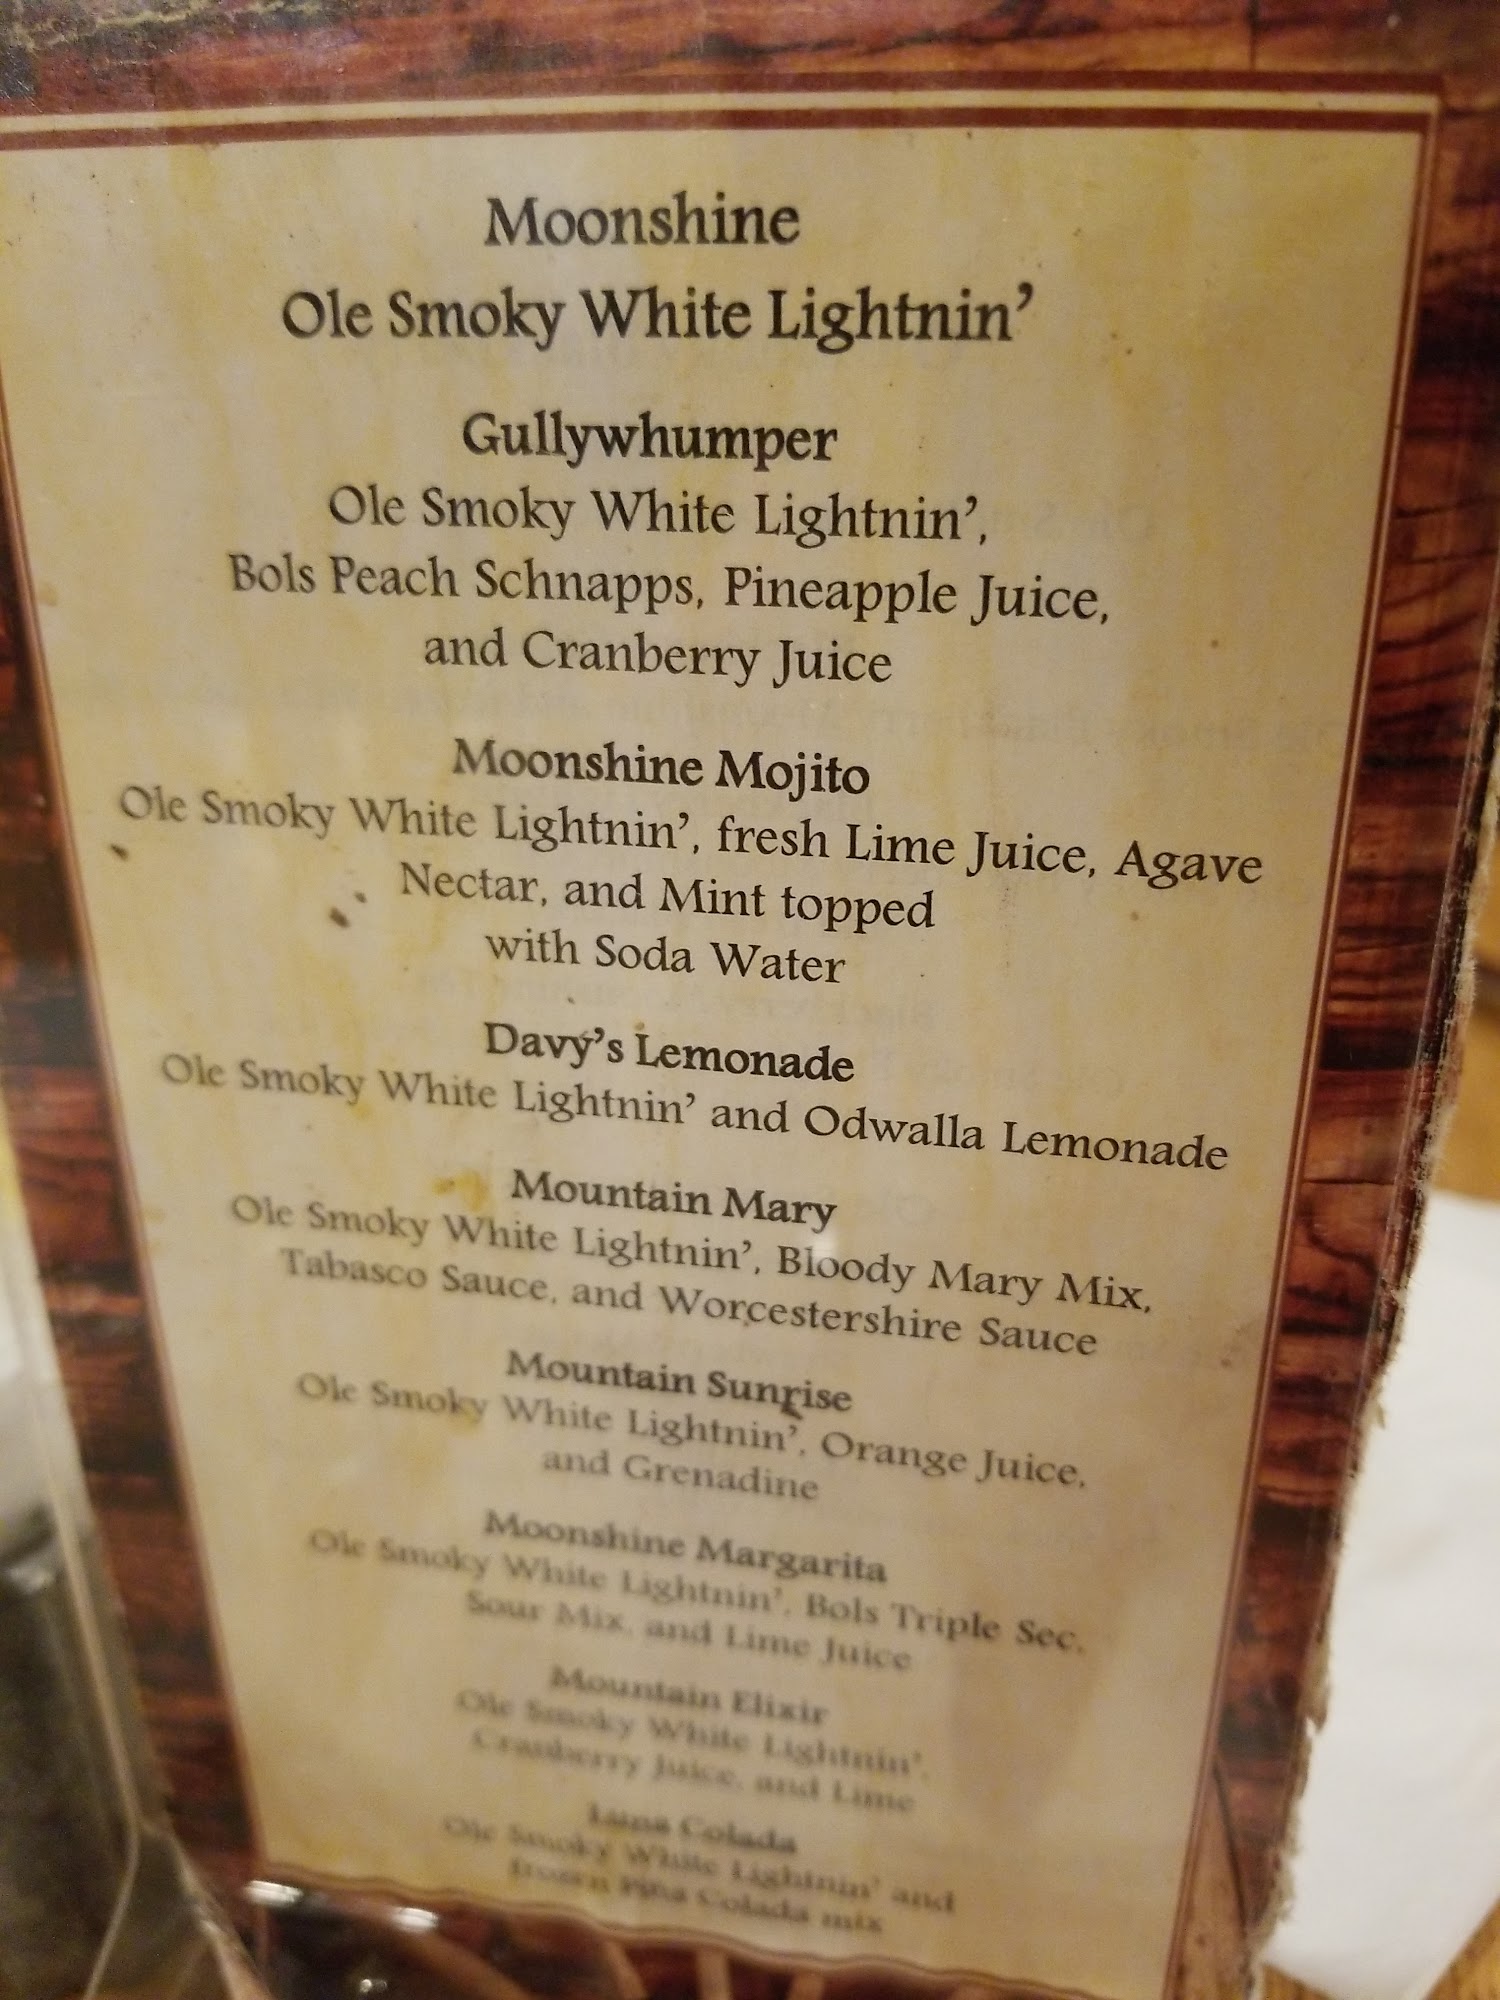 Moonshine
Ole Smoky White Lightnin'
Gullywhumper
Ole Smoky White Lightnin',
Bols Peach Schnapps, Pineapple Juice,
and Cranberry Juice
Moonshine Mojito
Ole Smoky White Lightnin', fresh Lime Juice, Agave
Nectar, and Mint topped
with Soda Water
Davy's Lemonade
Ole Smoky White Lightnin' and Odwalla Lemonade
Mountain Mary
Ole Smoky White Lightnin', Bloody Mary Mix,
Tabasco Sauce, and Worcestershire Sauce
Mountain Sunrise
Ole Smoky White Lightnin', Orange Juice,
and Grenadine
Moonshine Margarita
Ole Smoky White Lightnin', Bols Triple Sec,
Sour Mix, and Lime Juice
Mountain Elixir
Ole Smoky White Lightnin',
Cranberry Juice, and Lime
Luna Colada
Ole Smoky White Lightnin' and
frozen Piña Colada mix